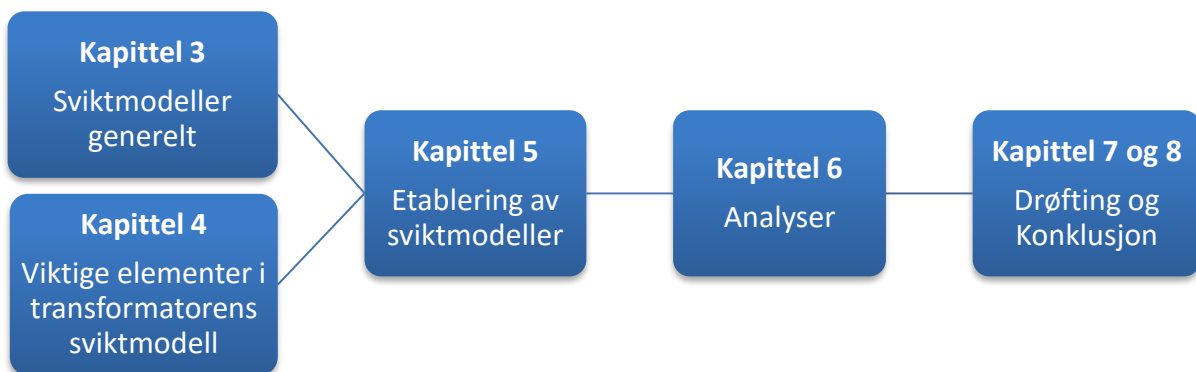 Kapittel 3
Sviktmodeller
generelt
Kapittel 4
Viktige elementer i
transformatorens
sviktmodell
Kapittel 5
Etablering av
sviktmodeller
Kapittel 6
Analyser
Kapittel 7 og 8
Drøfting og
Konklusjon